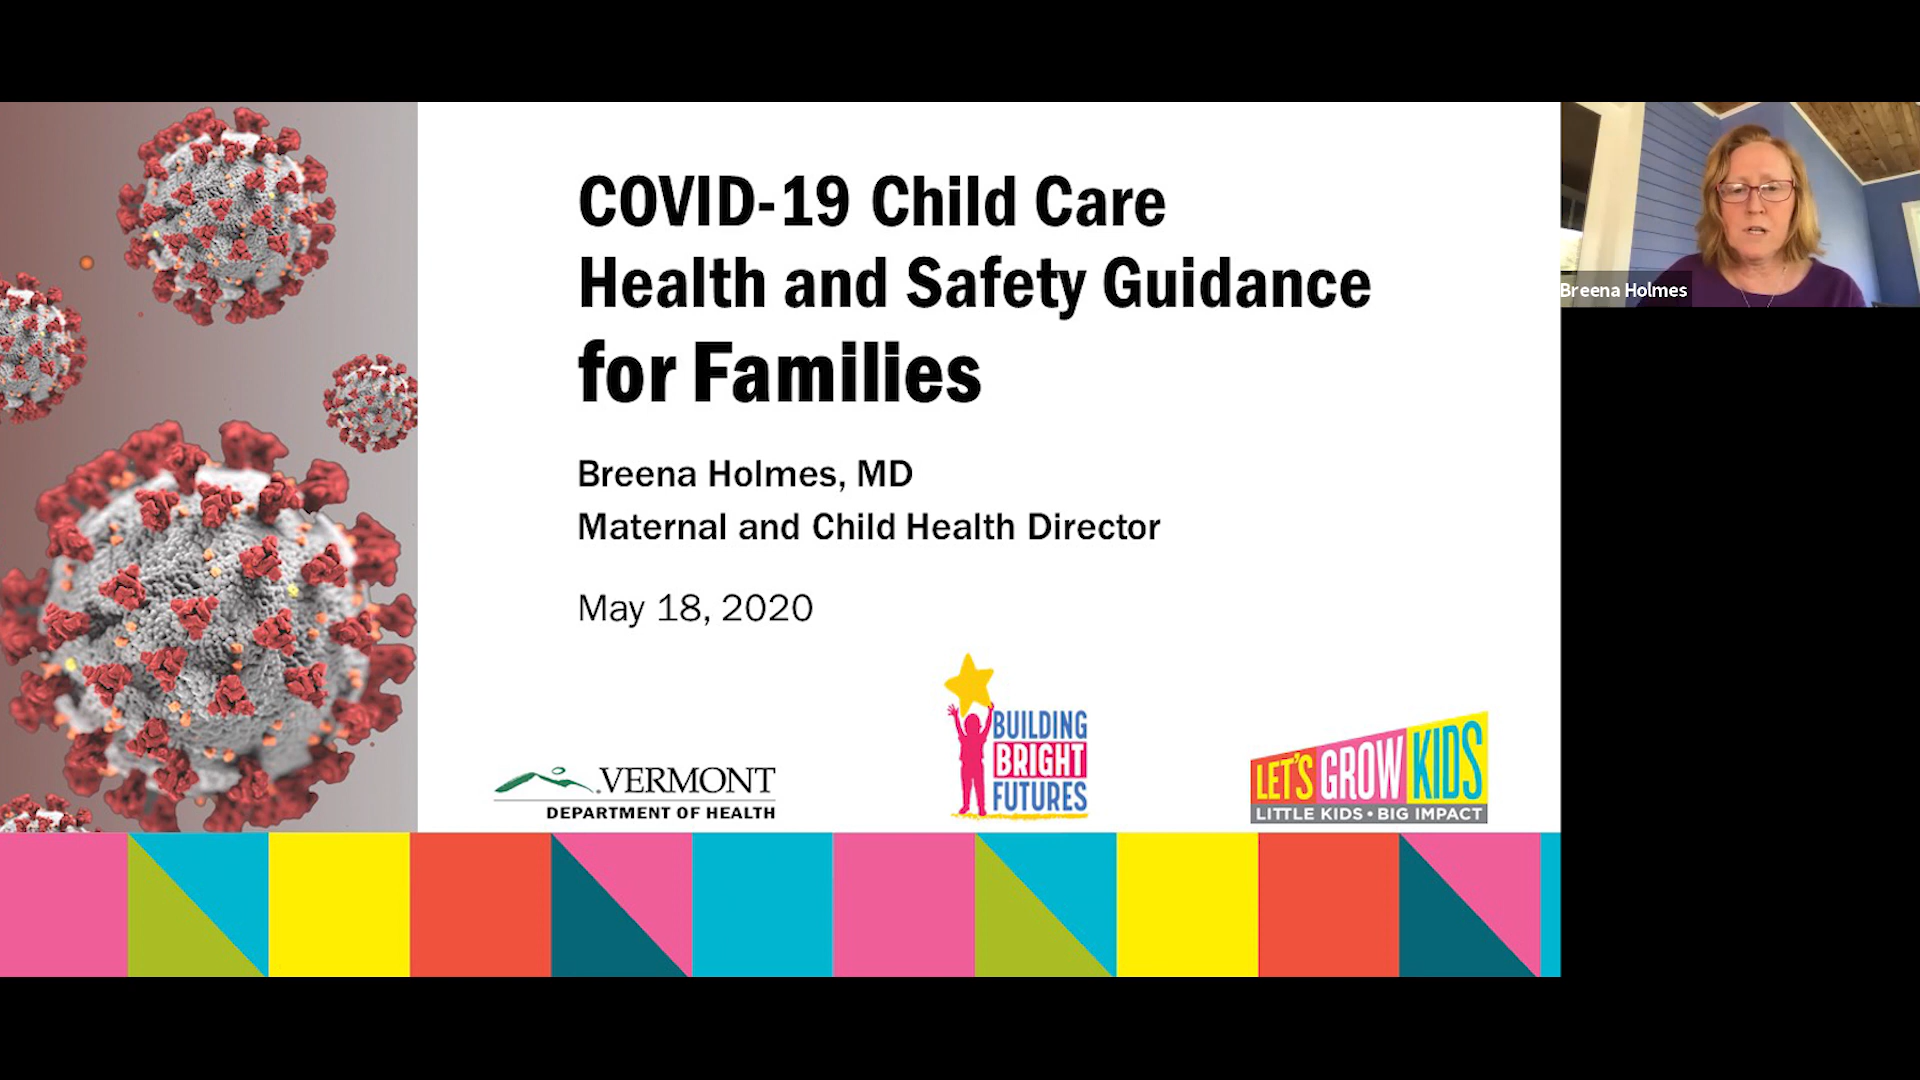 COVID-19 Child Care
Health and Safety Guidance
for Families
Breena Holmes, MD
Maternal and Child Health Director
May 18, 2020
VERMONT
DEPARTMENT OF HEALTH
BUILDING
BRIGHT
FUTURES
LET'S GROW KIDS
LITTLE KIDS • BIG IMPACT
Breena Holmes